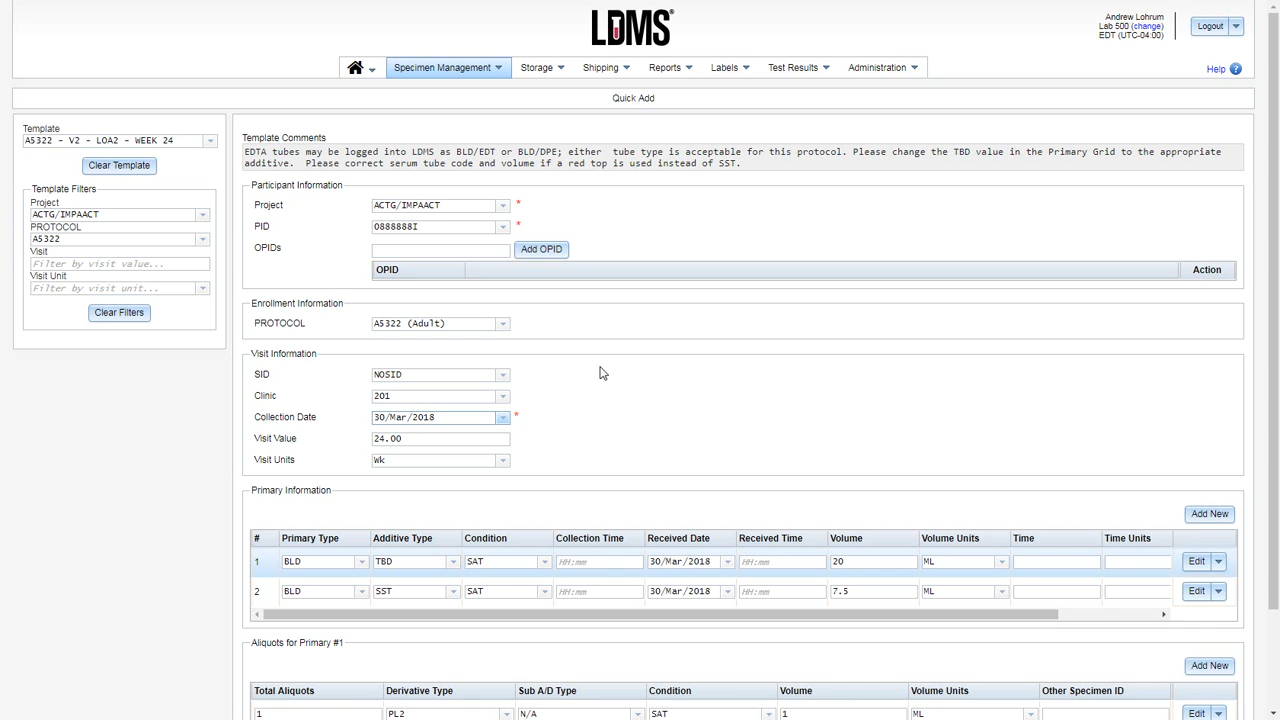 LDMS®
Andrew Lohrum
Lab 500 (change)
EDT (UTC-04:00)
Logout
Specimen Management
Storage
Shipping
Reports
Labels
Test Results
Administration
Help ?
Quick Add
Template
A5322 - V2 - LOA2 - WEEK 24
Clear Template
Template Filters
Project
ACTG/IMPAACT
PROTOCOL
A5322
Visit
Filter by visit value...
Visit Unit
Filter by visit unit...
Clear Filters
Template Comments
EDTA tubes may be logged into LDMS as BLD/EDT or BLD/DPE; either tube type is acceptable for this protocol. Please change the TBD value in the Primary Grid to the appropriate
additive. Please correct serum tube code and volume if a red top is used instead of SST.
Participant Information
Project ACTG/IMPAACT *
PID 0888888I *
OPIDs Add OPID
OPID Action
Enrollment Information
PROTOCOL A5322 (Adult)
Visit Information
SID NOSID
Clinic 201
Collection Date 30/Mar/2018 *
Visit Value 24.00
Visit Units Wk
Primary Information
Add New
# Primary Type Additive Type Condition Collection Time Received Date Received Time Volume Volume Units Time Time Units
1 BLD TBD SAT HH:mm 30/Mar/2018 HH:mm 20 ML Edit
2 BLD SST SAT HH:mm 30/Mar/2018 HH:mm 7.5 ML Edit
Aliquots for Primary #1
Add New
Total Aliquots Derivative Type Sub A/D Type Condition Volume Volume Units Other Specimen ID
1 PL2 N/A SAT 1 ML Edit